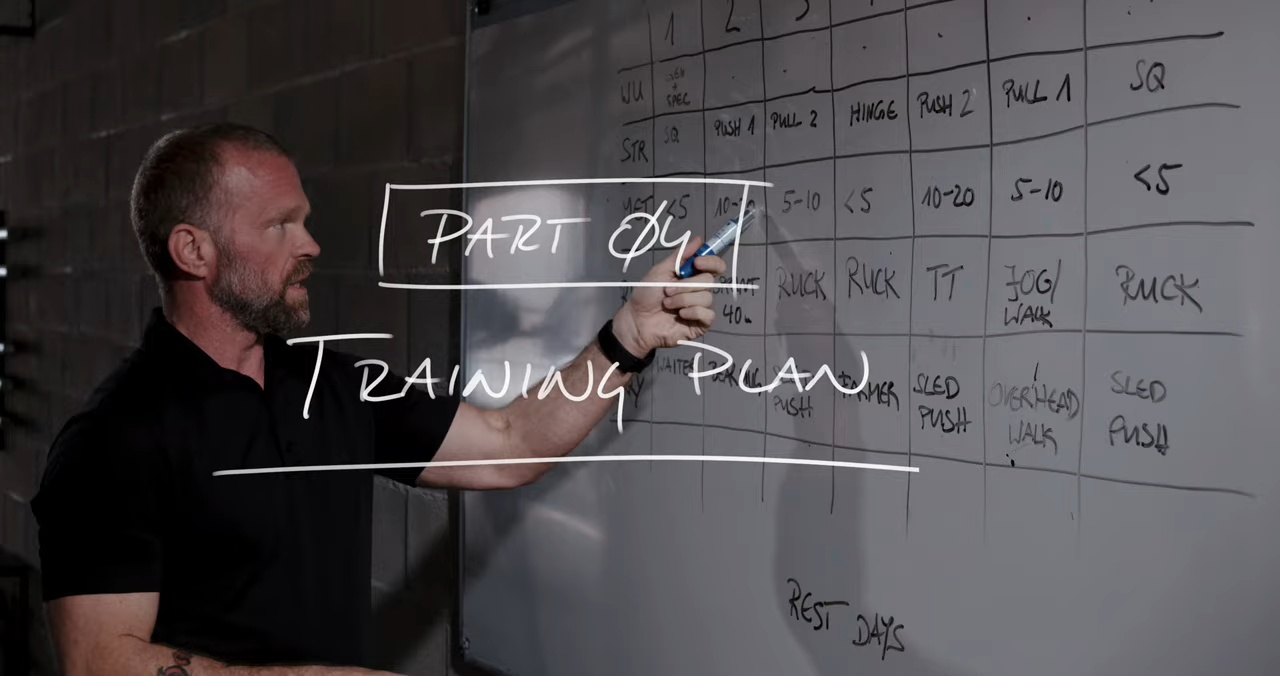 1 2 3
WU GEN + SPEC
STR SQ PUSH 1 PULL 2 HINGE PUSH 2 PULL 1 SQ
<5 5-10 <5 10-20 5-10 <5
40m RUCK RUCK TT JOG/ WALK RUCK
PUSH SLED PUSH OVERHEAD WALK SLED PUSH
REST DAYS
PART 04
TRAINING PLAN